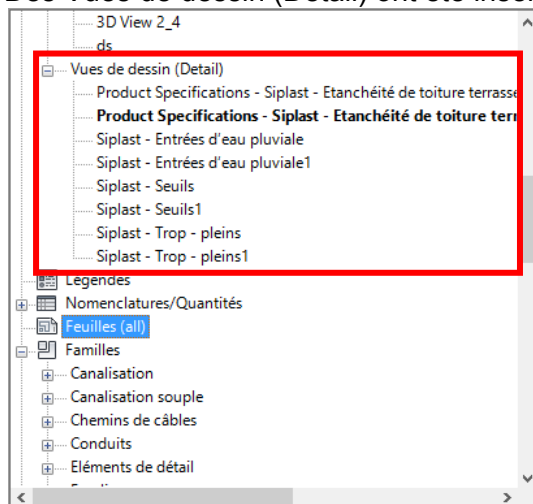 3D View 2_4
ds
Vues de dessin (Detail)
Product Specifications - Siplast - Etanchéité de toiture terrasse
Product Specifications - Siplast - Etanchéité de toiture
Siplast - Entrées d'eau pluviale
Siplast - Entrées d'eau pluviale1
Siplast - Seuils
Siplast - Seuils1
Siplast - Trop - pleins
Siplast - Trop - pleins1
Légendes
Nomenclatures/Quantités
Feuilles (all)
Familles
Canalisation
Canalisation souple
Chemins de câbles
Conduits
Eléments de détail